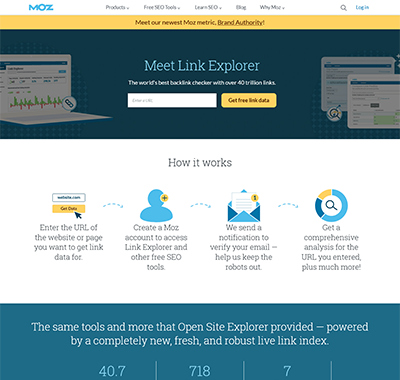 MOZ
Products Free SEO Tools Learn SEO Blog Why Moz Log in
Meet our newest Moz metric, Brand Authority!
Link Explorer
Meet Link Explorer
The world's best backlink checker with over 40 trillion links.
Enter a URL
Get free link data
How it works
website.com
Get Data
1
Enter the URL of
the website or page
you want to get link
data for.
Create a Moz
account to access
Link Explorer and
other free SEO
tools.
We send a
notification to
verify your email —
help us keep the
robots out.
Get a
comprehensive
analysis for the
URL you entered,
plus much more!
The same tools and more that Open Site Explorer provided — powered
by a completely new, fresh, and robust live link index.
40.7 718 7